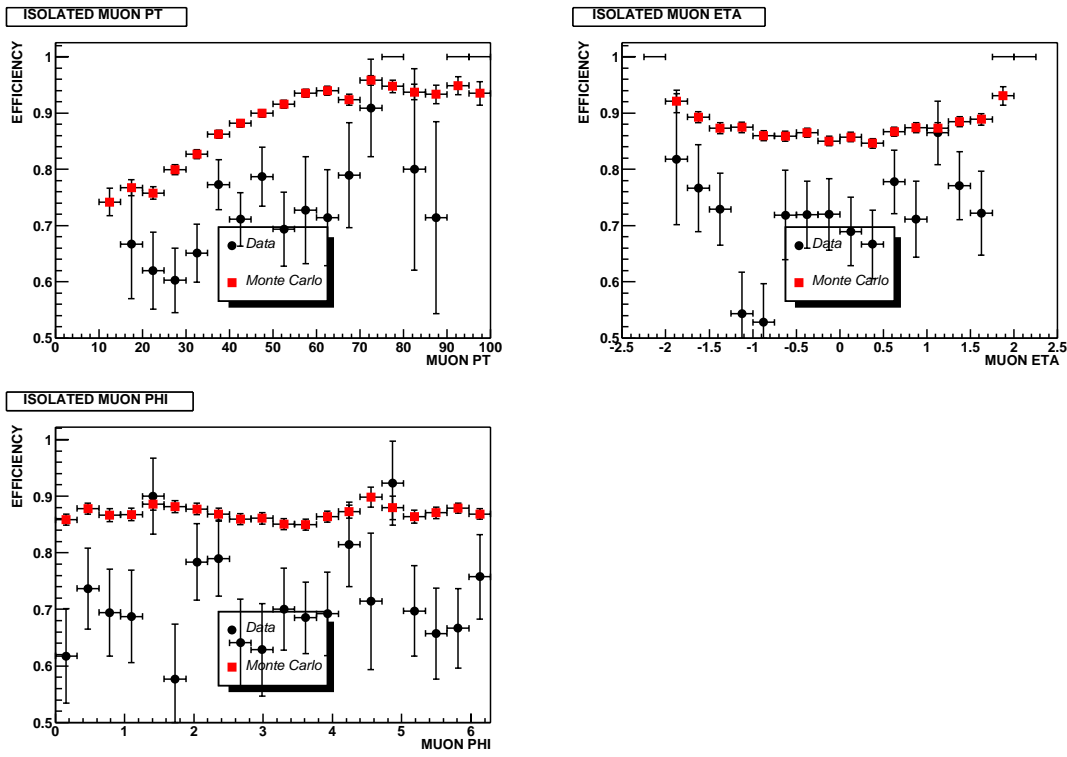 ISOLATED MUON PT
EFFICIENCY
1
0.9
0.8
0.7
0.6
0.5
0 10 20 30 40 50 60 70 80 90 100
MUON PT
Data
Monte Carlo
ISOLATED MUON ETA
EFFICIENCY
1
0.9
0.8
0.7
0.6
0.5
-2.5 -2 -1.5 -1 -0.5 0 0.5 1 1.5 2 2.5
MUON ETA
Data
Monte Carlo
ISOLATED MUON PHI
EFFICIENCY
1
0.9
0.8
0.7
0.6
0.5
0 1 2 3 4 5 6
MUON PHI
Data
Monte Carlo